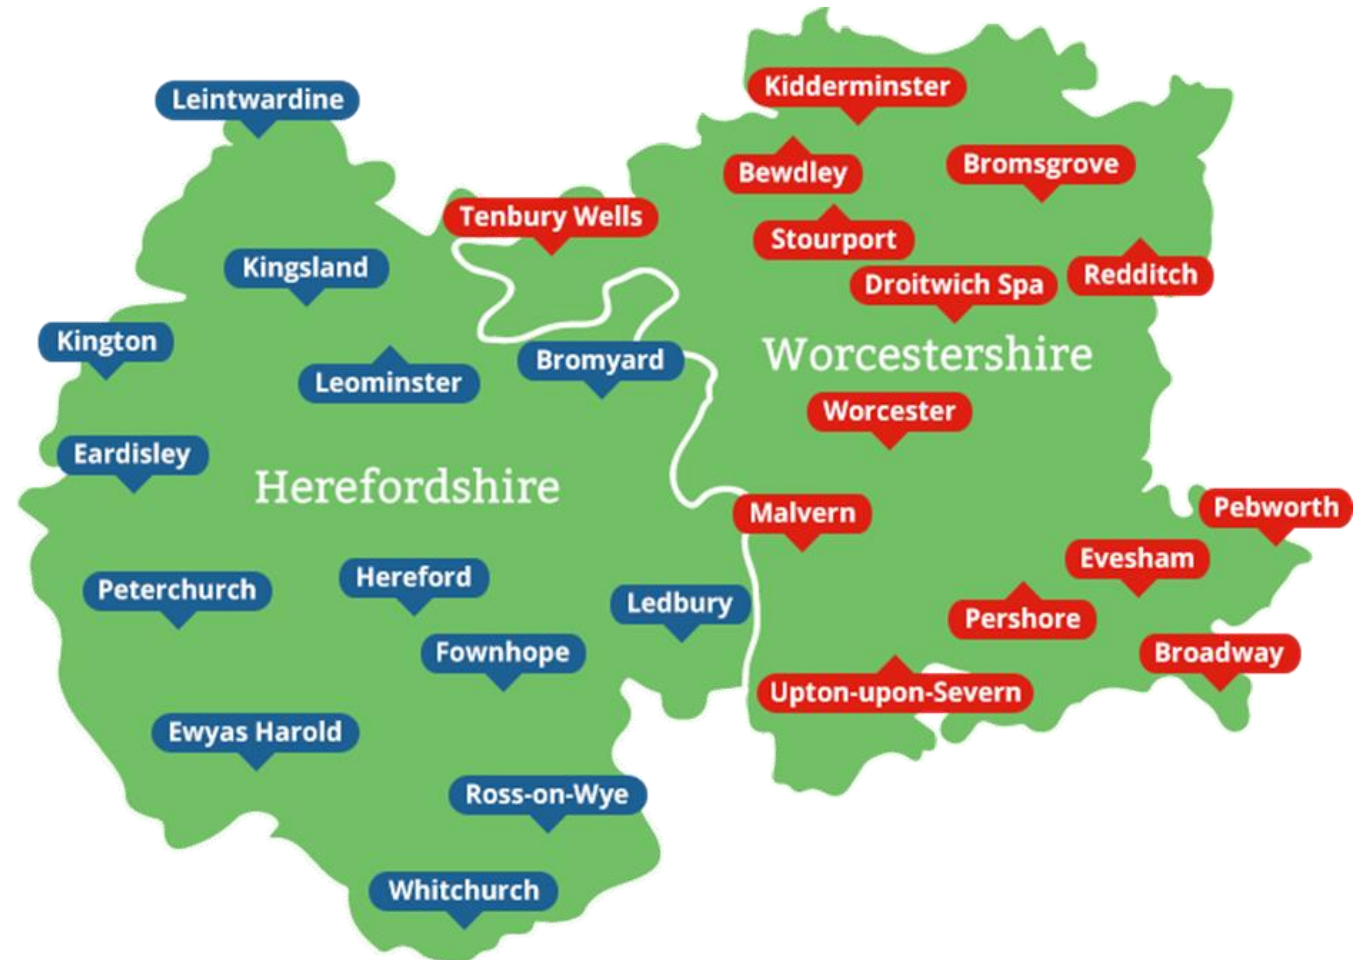 Kidderminster
Leintwardine
Bromsgrove
Bewdley
Tenbury Wells
Stourport
Kingsland
Redditch
Droitwich Spa
Kington
Worcestershire
Bromyard
Leominster
Worcester
Eardisley
Herefordshire
Pebworth
Malvern
Evesham
Hereford
Peterchurch
Ledbury
Pershore
Fownhope
Broadway
Upton-upon-Severn
Ewyas Harold
Ross-on-Wye
Whitchurch